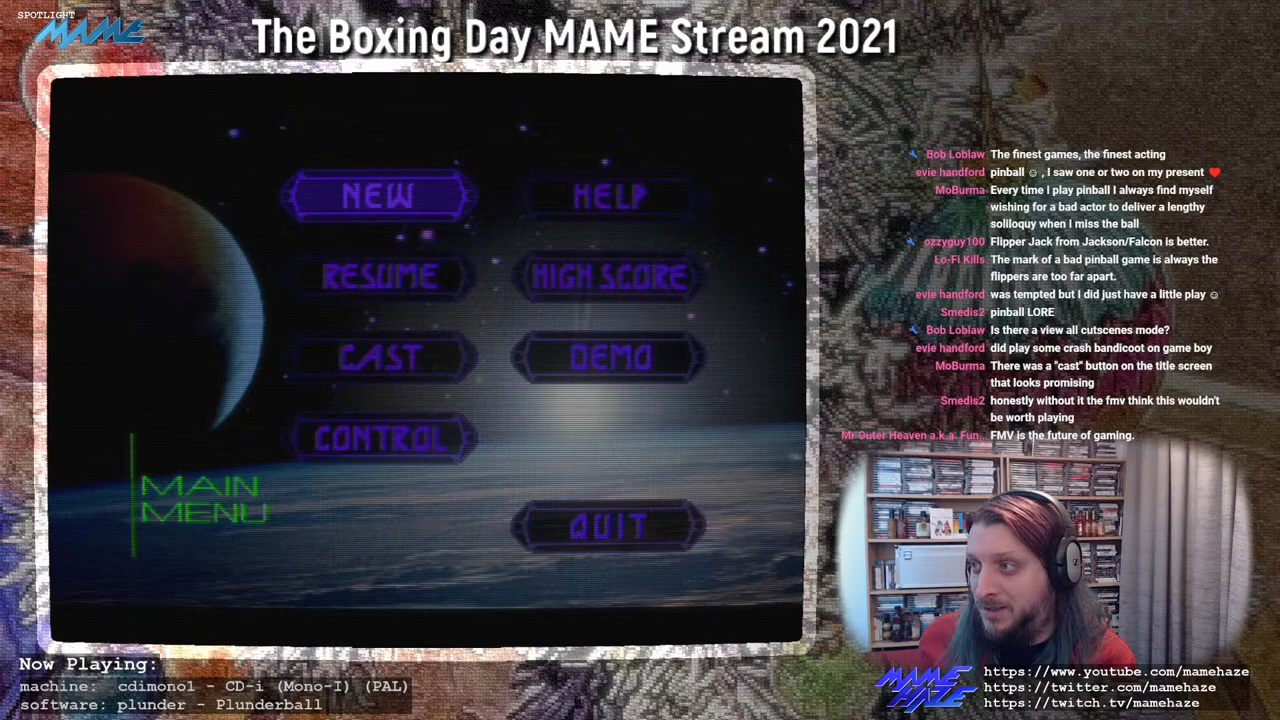 SPOTLIGHT
MAME
The Boxing Day MAME Stream 2021
NEW
HELP
RESUME
HIGH SCORE
CAST
DEMO
CONTROL
QUIT
MAIN
MENU
Bob Loblaw The finest games, the finest acting
evie handford pinball ☺ , I saw one or two on my present ♥
MoBurma Every time I play pinball I always find myself
wishing for a bad actor to deliver a lengthy
soliloquy when I miss the ball
ozzyguy100 Flipper Jack from Jackson/Falcon is better.
Lo-Fi Kills The mark of a bad pinball game is always the
flippers are too far apart.
evie handford was tempted but I did just have a little play ☺
Smedis2 pinball LORE
Bob Loblaw Is there a view all cutscenes mode?
evie handford did play some crash bandicoot on game boy
MoBurma There was a "cast" button on the title screen
that looks promising
Smedis2 honestly without it the fmv think this wouldn't
be worth playing
Mr Outer Heaven a.k.a. Fun... FMV is the future of gaming.
Now Playing:
machine: cdimono1 - CD-i (Mono-I) (PAL)
software: plunder - Plunderball
MAME
HAZE
https://www.youtube.com/mamehaze
https://twitter.com/mamehaze
https://twitch.tv/mamehaze